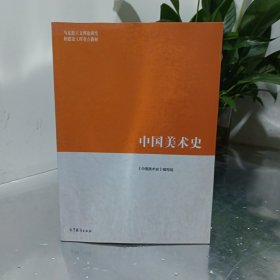 马克思主义理论研究
和建设工程重点教材
中国美术史
《中国美术史》编写组
高等教育出版社